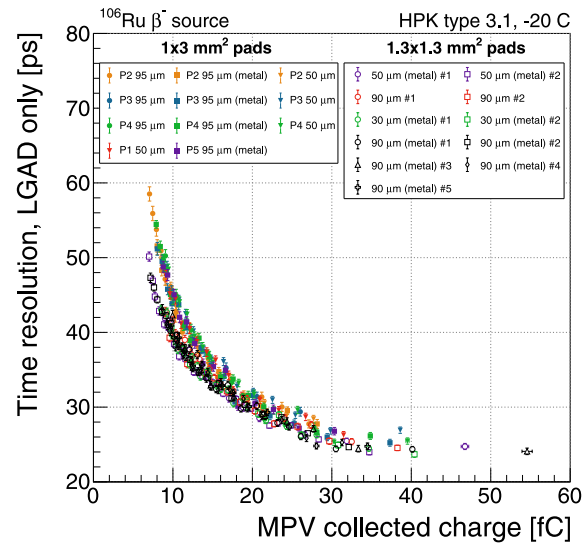 ¹⁰⁶Ru β⁻ source HPK type 3.1, -20 C
1x3 mm² pads
P2 95 μm P2 95 μm (metal) P2 50 μm
P3 95 μm P3 95 μm (metal) P3 50 μm
P4 95 μm P4 95 μm (metal) P4 50 μm
P1 50 μm P5 95 μm (metal)
1.3x1.3 mm² pads
50 μm (metal) #1 50 μm (metal) #2
90 μm #1 90 μm #2
30 μm (metal) #1 30 μm (metal) #2
90 μm (metal) #1 90 μm (metal) #2
90 μm (metal) #3 90 μm (metal) #4
90 μm (metal) #5
Time resolution, LGAD only [ps]
80
70
60
50
40
30
20
0 10 20 30 40 50 60
MPV collected charge [fC]